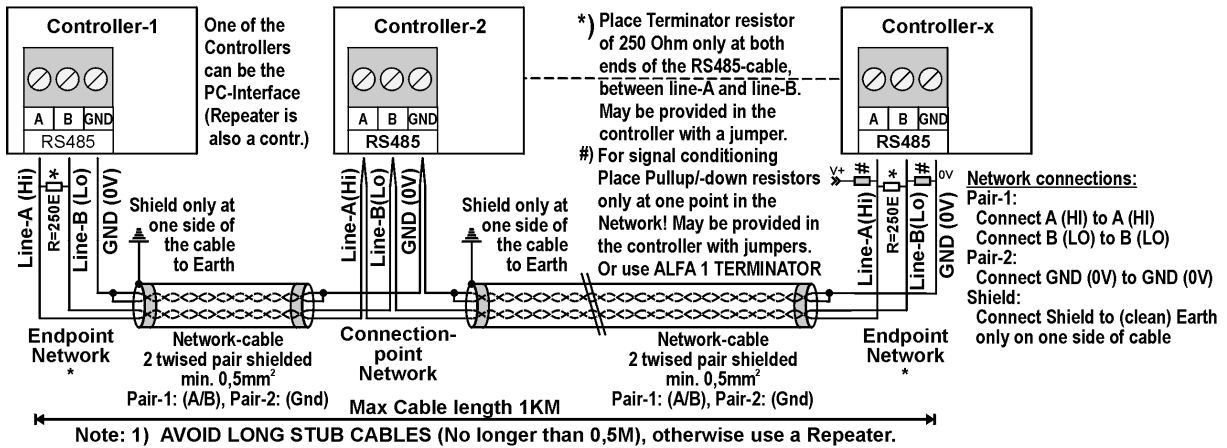 Controller-1
A B GND
RS485
One of the
Controllers
can be the
PC-Interface
(Repeater is
also a contr.)
Controller-2
A B GND
RS485
*) Place Terminator resistor
of 250 Ohm only at both
ends of the RS485-cable,
between line-A and line-B.
May be provided in the
controller with a jumper.
#) For signal conditioning
Place Pullup/-down resistors
only at one point in the
Network! May be provided in
the controller with jumpers.
Or use ALFA 1 TERMINATOR
Controller-x
A B GND
RS485
Line-A (Hi)
R=250E
*
Line-B (Lo)
GND (0V)
Shield only at
one side of
the cable
to Earth
Line-A(Hi)
Line-B(Lo)
GND (0V)
Shield only at
one side of
the cable
to Earth
V+
#
*
#
0V
Line-A(Hi)
R=250E
Line-B(Lo)
GND (0V)
Network connections:
Pair-1:
Connect A (HI) to A (HI)
Connect B (LO) to B (LO)
Pair-2:
Connect GND (0V) to GND (0V)
Shield:
Connect Shield to (clean) Earth
only on one side of cable
Endpoint
Network
*
Network-cable
2 twised pair shielded
min. 0,5mm²
Pair-1: (A/B), Pair-2: (Gnd)
Connection-
point
Network
Network-cable
2 twised pair shielded
min. 0,5mm²
Pair-1: (A/B), Pair-2: (Gnd)
Endpoint
Network
*
Max Cable length 1KM
Note: 1) AVOID LONG STUB CABLES (No longer than 0,5M), otherwise use a Repeater.